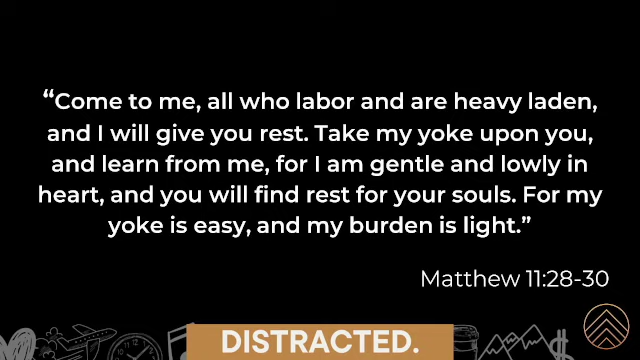 “Come to me, all who labor and are heavy laden,
and I will give you rest. Take my yoke upon you,
and learn from me, for I am gentle and lowly in
heart, and you will find rest for your souls. For my
yoke is easy, and my burden is light.”
Matthew 11:28-30
DISTRACTED.